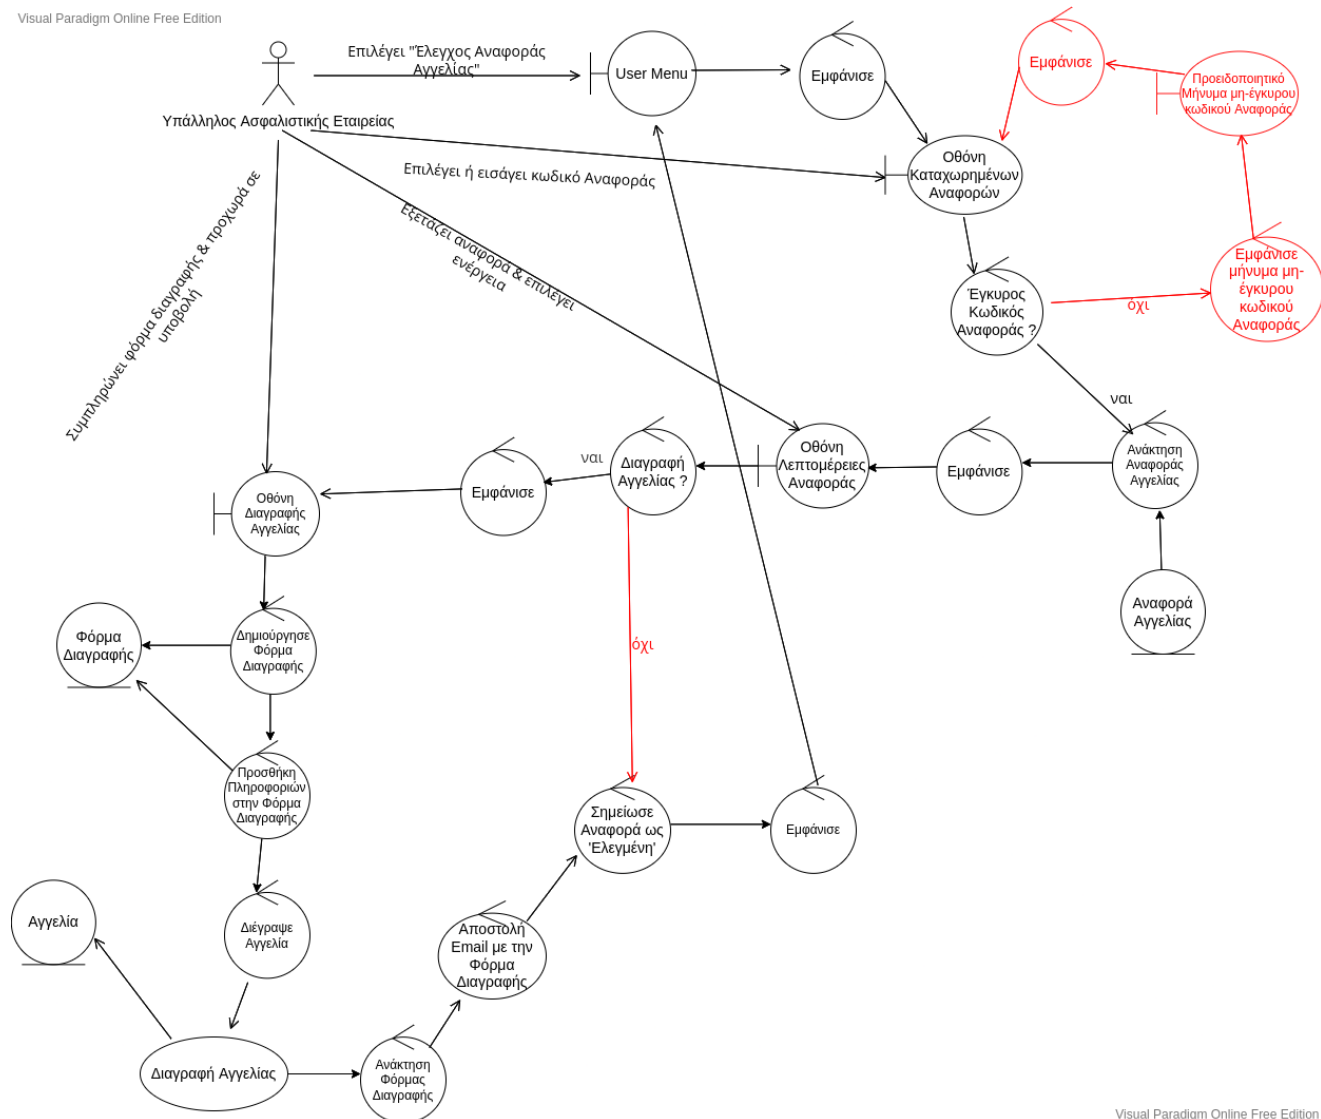 Visual Paradigm Online Free Edition
Επιλέγει "Έλεγχος Αναφοράς
Αγγελίας"
User Menu
Εμφάνισε
Εμφάνισε
Προειδοποιητικό
Μήνυμα μη-έγκυρου
κωδικού Αναφοράς
Υπάλληλος Ασφαλιστικής Εταιρείας
Επιλέγει ή εισάγει κωδικό Αναφοράς
Οθόνη
Καταχωρημένων
Αναφορών
Συμπληρώνει φόρμα διαγραφής & προχωρά σε
υποβολή
Εξετάζει αναφορά & επιλέγει
ενέργεια
Έγκυρος
Κωδικός
Αναφοράς ?
όχι
Εμφάνισε
μήνυμα μη-
έγκυρου
κωδικού
Αναφοράς
ναι
Οθόνη
Διαγραφής
Αγγελίας
Εμφάνισε
ναι
Διαγραφή
Αγγελίας ?
Οθόνη
Λεπτομέρειες
Αναφοράς
Εμφάνισε
Ανάκτηση
Αναφοράς
Αγγελίας
Αναφορά
Αγγελίας
Φόρμα
Διαγραφής
Δημιούργησε
Φόρμα
Διαγραφής
όχι
Προσθήκη
Πληροφοριών
στην Φόρμα
Διαγραφής
Σημείωσε
Αναφορά ως
'Ελεγμένη'
Εμφάνισε
Αγγελία
Διέγραψε
Αγγελία
Αποστολή
Email με την
Φόρμα
Διαγραφής
Διαγραφή Αγγελίας
Ανάκτηση
Φόρμας
Διαγραφής
Visual Paradigm Online Free Edition